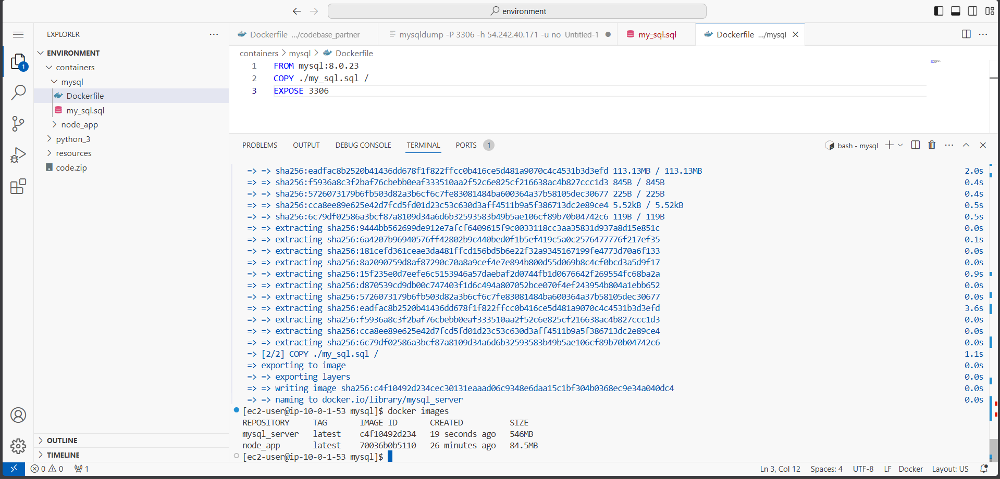 environment
EXPLORER
ENVIRONMENT
containers
mysql
Dockerfile
my_sql.sql
node_app
python_3
resources
code.zip
OUTLINE
TIMELINE
1
Dockerfile .../codebase_partner
mysqldump -P 3306 -h 54.242.40.171 -u no Untitled-1
my_sql.sql
Dockerfile .../mysql
containers > mysql > Dockerfile
1 FROM mysql:8.0.23
2 COPY ./my_sql.sql /
3 EXPOSE 3306
PROBLEMS OUTPUT DEBUG CONSOLE TERMINAL PORTS 1
bash - mysql
=> => sha256:eadfac8b2520b41436dd678f1f822ffcc0b416ce5d481a9070c4c4531b3d3efd 113.13MB / 113.13MB 2.0s
=> => sha256:f5936a8c3f2baf76cbebb0eaf333510aa2f52c6e825cf216638ac4b827ccc1d3 845B / 845B 0.4s
=> => sha256:5726073179b6fb503d82a3b6cf6c7fe83081484ba600364a37b58105dec30677 225B / 225B 0.4s
=> => sha256:cca8ee89e625e42d7fcd5fd01d23c53c630d3aff4511b9a5f386713dc2e89ce4 5.52kB / 5.52kB 0.5s
=> => sha256:6c79df02586a3bcf87a8109d34a6d6b32593583b49b5ae106cf89b70b04742c6 119B / 119B 0.5s
=> => extracting sha256:9444bb562699de912e7afcf6409615f9c0033118cc3aa35831d937a8d15e851c 0.0s
=> => extracting sha256:6a4207b96940576ff42802b9c440bed0f1b5ef419c5a0c2576477776f217ef35 0.1s
=> => extracting sha256:181cefd361ceae3da481ffcd156bd5b6e22f32a9345167199fe4773d70a6f133 0.0s
=> => extracting sha256:8a2090759d8af87290c70a8a9cef4e7e894b800d55d069b8c4cf0bcd3a5d9f17 0.0s
=> => extracting sha256:15f235e0d7eefe6c5153946a57daebaf2d0744fb1d0676642f269554fc68ba2a 0.9s
=> => extracting sha256:d870539cd9db00c747403f1d6c494a807052bce070f4ef243954b804a1ebb652 0.0s
=> => extracting sha256:5726073179b6fb503d82a3b6cf6c7fe83081484ba600364a37b58105dec30677 0.0s
=> => extracting sha256:eadfac8b2520b41436dd678f1f822ffcc0b416ce5d481a9070c4c4531b3d3efd 3.6s
=> => extracting sha256:f5936a8c3f2baf76cbebb0eaf333510aa2f52c6e825cf216638ac4b827ccc1d3 0.0s
=> => extracting sha256:cca8ee89e625e42d7fcd5fd01d23c53c630d3aff4511b9a5f386713dc2e89ce4 0.0s
=> => extracting sha256:6c79df02586a3bcf87a8109d34a6d6b32593583b49b5ae106cf89b70b04742c6 0.0s
=> [2/2] COPY ./my_sql.sql / 1.1s
=> exporting to image 0.0s
=> => exporting layers 0.0s
=> => writing image sha256:c4f10492d234cec30131eaaad06c9348e6daa15c1bf304b0368ec9e34a040dc4 0.0s
=> => naming to docker.io/library/mysql_server 0.0s
[ec2-user@ip-10-0-1-53 mysql]$ docker images
REPOSITORY TAG IMAGE ID CREATED SIZE
mysql_server latest c4f10492d234 19 seconds ago 546MB
node_app latest 70036b0b5110 26 minutes ago 84.5MB
[ec2-user@ip-10-0-1-53 mysql]$
0 0 1 Ln 3, Col 12 Spaces: 4 UTF-8 LF Docker Layout: US